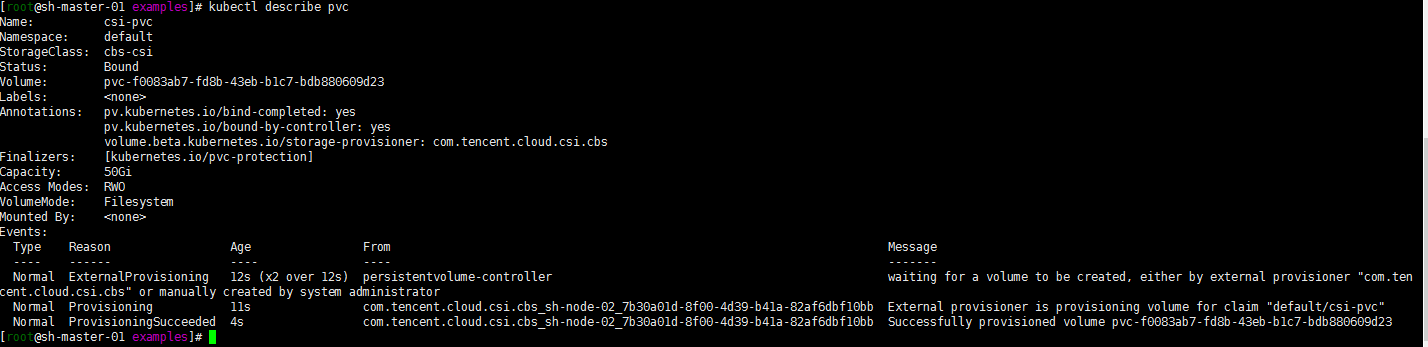 [root@sh-master-01 examples]# kubectl describe pvc
Name:          csi-pvc
Namespace:     default
StorageClass:  cbs-csi
Status:        Bound
Volume:        pvc-f0083ab7-fd8b-43eb-b1c7-bdb880609d23
Labels:        <none>
Annotations:   pv.kubernetes.io/bind-completed: yes
               pv.kubernetes.io/bound-by-controller: yes
               volume.beta.kubernetes.io/storage-provisioner: com.tencent.cloud.csi.cbs
Finalizers:    [kubernetes.io/pvc-protection]
Capacity:      50Gi
Access Modes:  RWO
VolumeMode:    Filesystem
Mounted By:    <none>
Events:
  Type    Reason                 Age                From                                                                       Message
  ----    ------                 ----               ----                                                                       -------
  Normal  ExternalProvisioning   12s (x2 over 12s)  persistentvolume-controller                                                waiting for a volume to be created, either by external provisioner "com.ten
cent.cloud.csi.cbs" or manually created by system administrator
  Normal  Provisioning           11s                com.tencent.cloud.csi.cbs_sh-node-02_7b30a01d-8f00-4d39-b41a-82af6dbf10bb  External provisioner is provisioning volume for claim "default/csi-pvc"
  Normal  ProvisioningSucceeded  4s                 com.tencent.cloud.csi.cbs_sh-node-02_7b30a01d-8f00-4d39-b41a-82af6dbf10bb  Successfully provisioned volume pvc-f0083ab7-fd8b-43eb-b1c7-bdb880609d23
[root@sh-master-01 examples]#